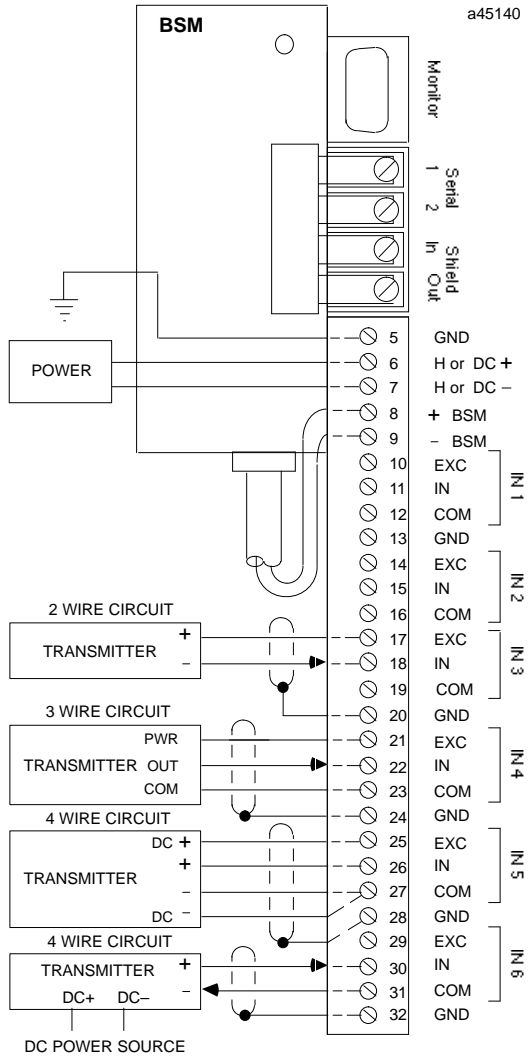 a45140
BSM
Monitor
Serial
1 2
Shield
In Out
5 GND
POWER
6 H or DC +
7 H or DC –
8 + BSM
9 – BSM
10 EXC
11 IN
12 COM
IN 1
13 GND
14 EXC
15 IN
16 COM
IN 2
2 WIRE CIRCUIT
TRANSMITTER
+
-
17 EXC
18 IN
19 COM
IN 3
20 GND
3 WIRE CIRCUIT
PWR
TRANSMITTER OUT
COM
21 EXC
22 IN
23 COM
IN 4
24 GND
4 WIRE CIRCUIT
DC +
+
TRANSMITTER
-
DC -
25 EXC
26 IN
27 COM
IN 5
28 GND
4 WIRE CIRCUIT
TRANSMITTER
+
-
DC+ DC–
29 EXC
30 IN
31 COM
IN 6
32 GND
DC POWER SOURCE